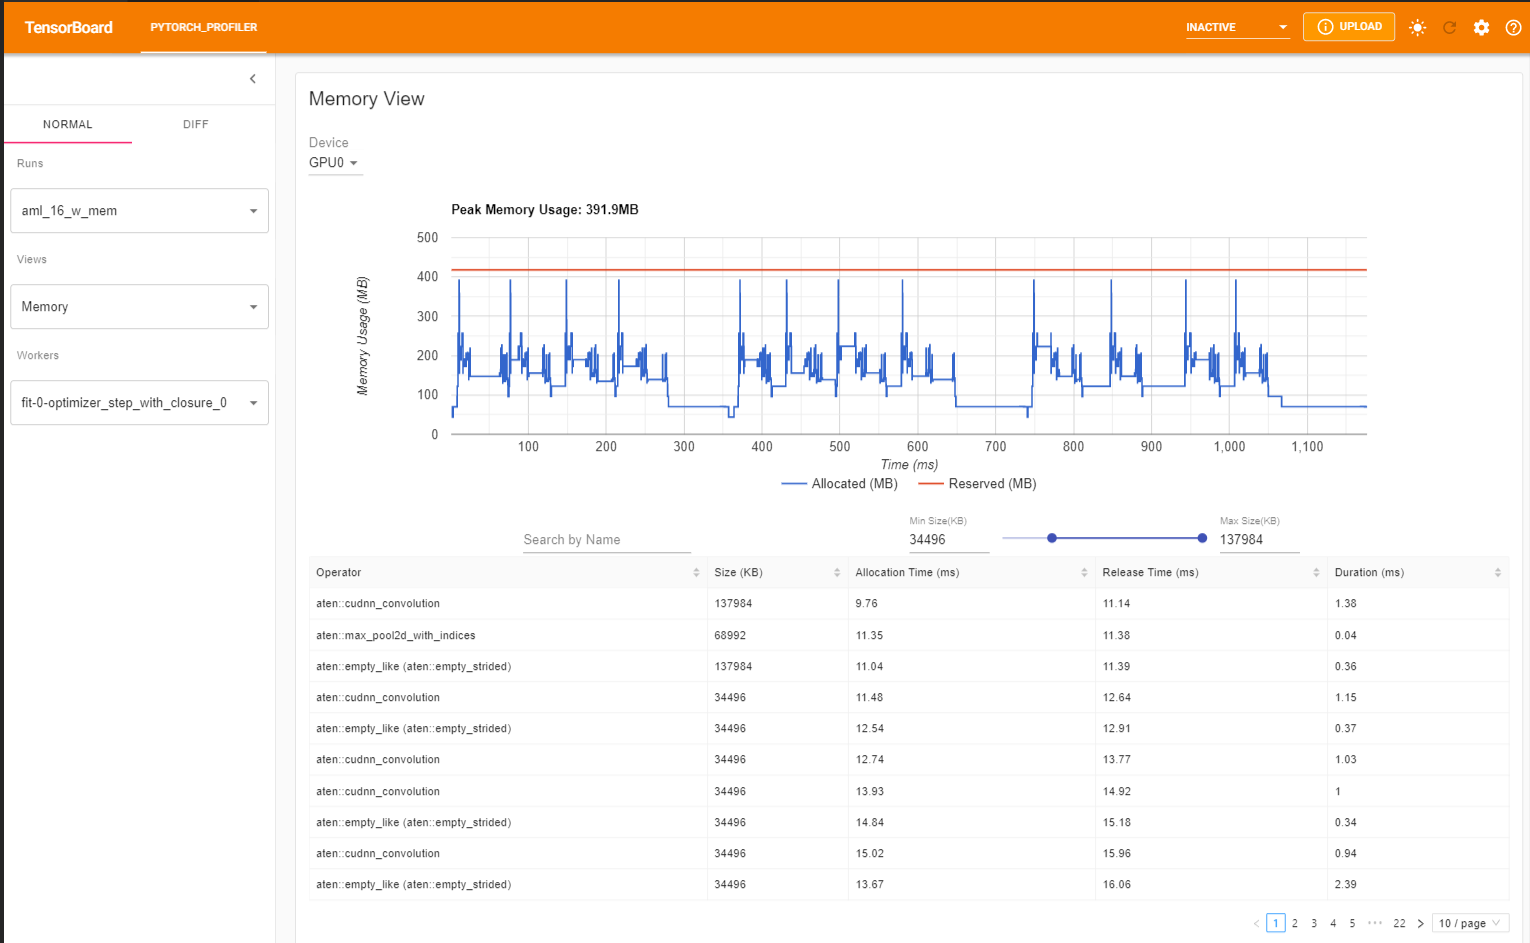 TensorBoard PYTORCH_PROFILER INACTIVE UPLOAD
NORMAL DIFF
Runs
aml_16_w_mem
Views
Memory
Workers
fit-0-optimizer_step_with_closure_0
Memory View
Device
GPU0
Peak Memory Usage: 391.9MB
Memory Usage (MB)
500
400
300
200
100
0
100 200 300 400 500 600 700 800 900 1,000 1,100
Time (ms)
Allocated (MB) Reserved (MB)
Search by Name
Min Size(KB)
34496
Max Size(KB)
137984
Operator Size (KB) Allocation Time (ms) Release Time (ms) Duration (ms)
aten::cudnn_convolution 137984 9.76 11.14 1.38
aten::max_pool2d_with_indices 68992 11.35 11.38 0.04
aten::empty_like (aten::empty_strided) 137984 11.04 11.39 0.36
aten::cudnn_convolution 34496 11.48 12.64 1.15
aten::empty_like (aten::empty_strided) 34496 12.54 12.91 0.37
aten::cudnn_convolution 34496 12.74 13.77 1.03
aten::cudnn_convolution 34496 13.93 14.92 1
aten::empty_like (aten::empty_strided) 34496 14.84 15.18 0.34
aten::cudnn_convolution 34496 15.02 15.96 0.94
aten::empty_like (aten::empty_strided) 34496 13.67 16.06 2.39
1 2 3 4 5 ••• 22 10 / page